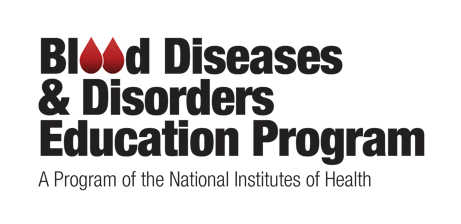 Blood Diseases
& Disorders
Education Program
A Program of the National Institutes of Health